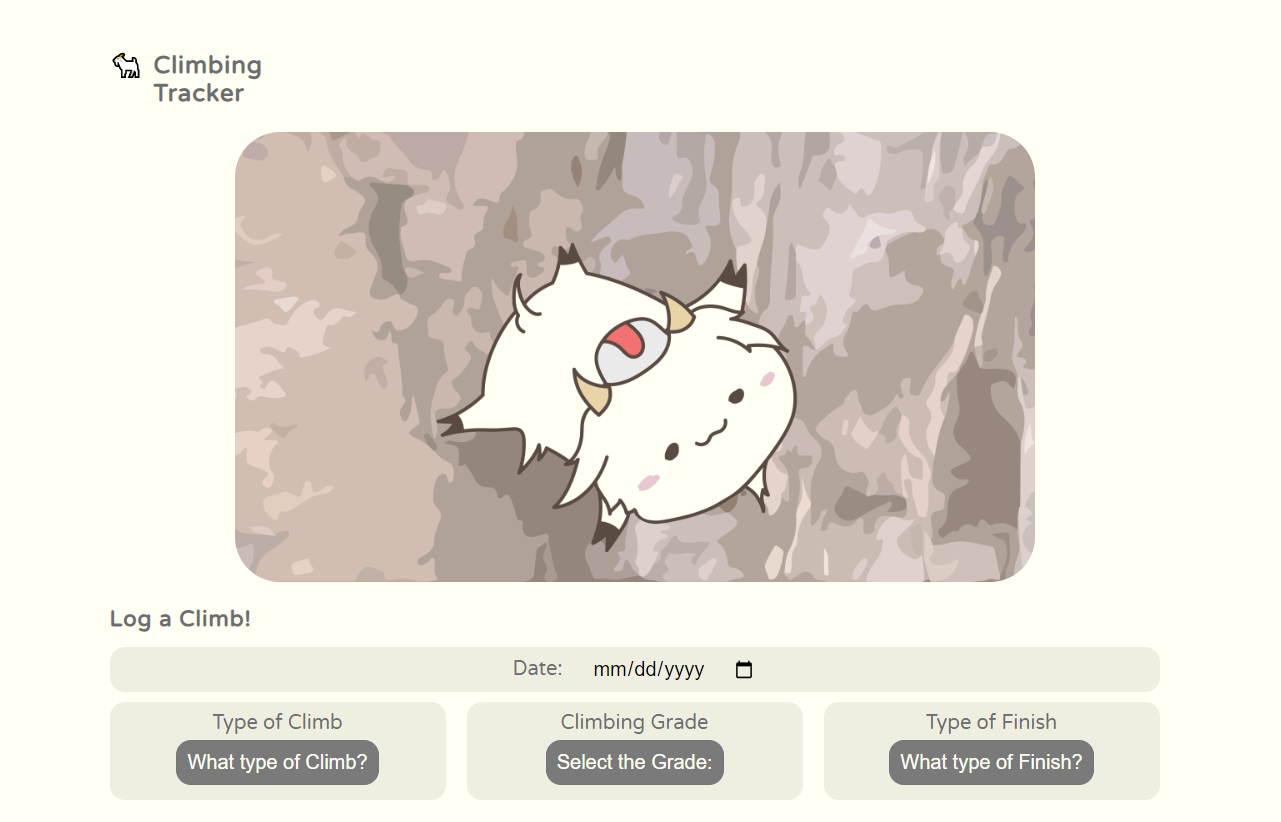 Climbing
Tracker
Log a Climb!
Date: mm/dd/yyyy
Type of Climb
What type of Climb?
Climbing Grade
Select the Grade:
Type of Finish
What type of Finish?